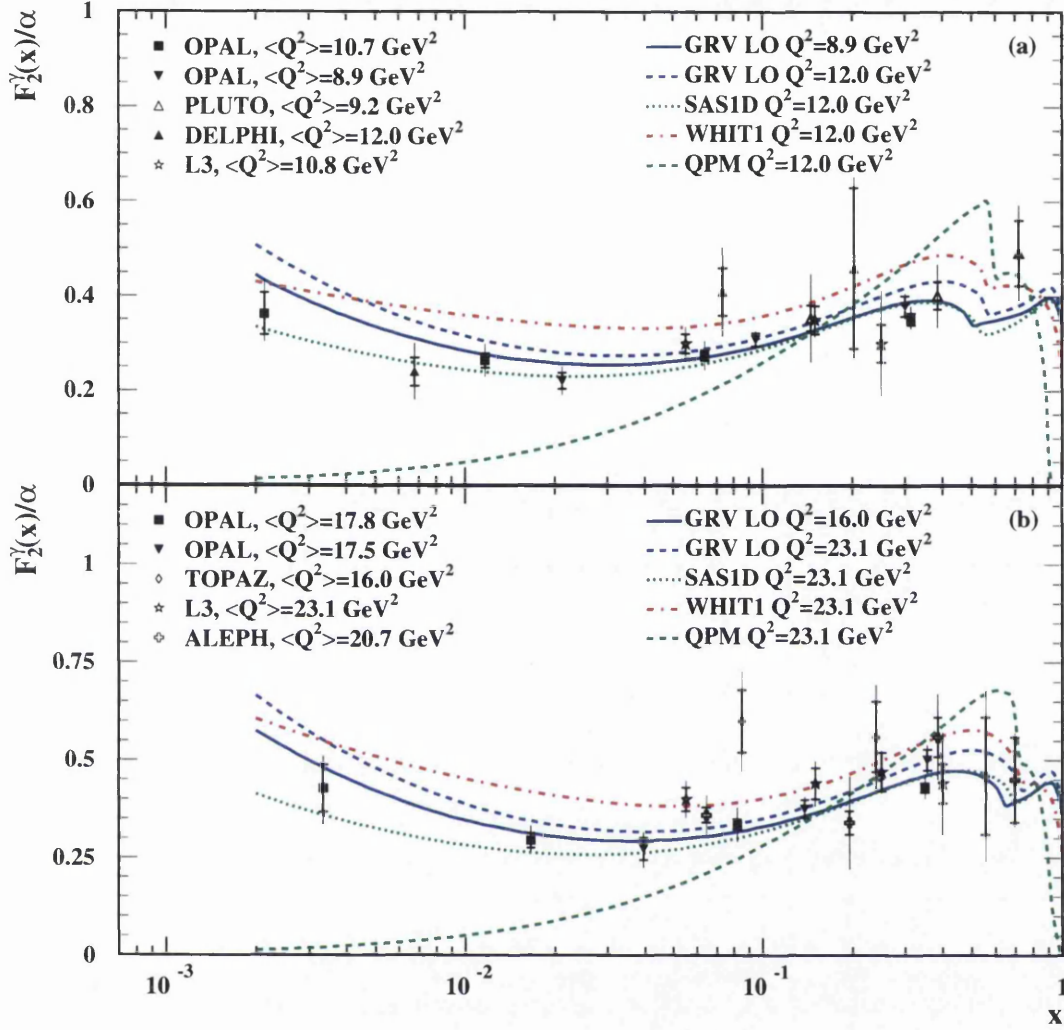 F₂^γ(x)/α
1
0.8
0.6
0.4
0.2
0
OPAL, <Q²>=10.7 GeV²
OPAL, <Q²>=8.9 GeV²
PLUTO, <Q²>=9.2 GeV²
DELPHI, <Q²>=12.0 GeV²
L3, <Q²>=10.8 GeV²
GRV LO Q²=8.9 GeV²
GRV LO Q²=12.0 GeV²
SAS1D Q²=12.0 GeV²
WHIT1 Q²=12.0 GeV²
QPM Q²=12.0 GeV²
(a)
F₂^γ(x)/α
1
0.75
0.5
0.25
0
OPAL, <Q²>=17.8 GeV²
OPAL, <Q²>=17.5 GeV²
TOPAZ, <Q²>=16.0 GeV²
L3, <Q²>=23.1 GeV²
ALEPH, <Q²>=20.7 GeV²
GRV LO Q²=16.0 GeV²
GRV LO Q²=23.1 GeV²
SAS1D Q²=23.1 GeV²
WHIT1 Q²=23.1 GeV²
QPM Q²=23.1 GeV²
(b)
10⁻³
10⁻²
10⁻¹
1
x